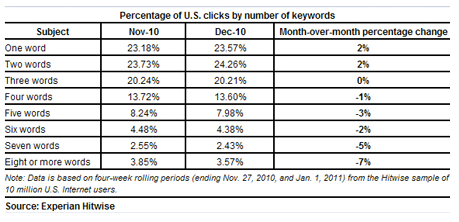 Percentage of U.S. clicks by number of keywords
Subject Nov-10 Dec-10 Month-over-month percentage change
One word 23.18% 23.57% 2%
Two words 23.73% 24.26% 2%
Three words 20.24% 20.21% 0%
Four words 13.72% 13.60% -1%
Five words 8.24% 7.98% -3%
Six words 4.48% 4.38% -2%
Seven words 2.55% 2.43% -5%
Eight or more words 3.85% 3.57% -7%
Note: Data is based on four-week rolling periods (ending Nov. 27, 2010, and Jan. 1, 2011) from the Hitwise sample of
10 million U.S. Internet users.
Source: Experian Hitwise